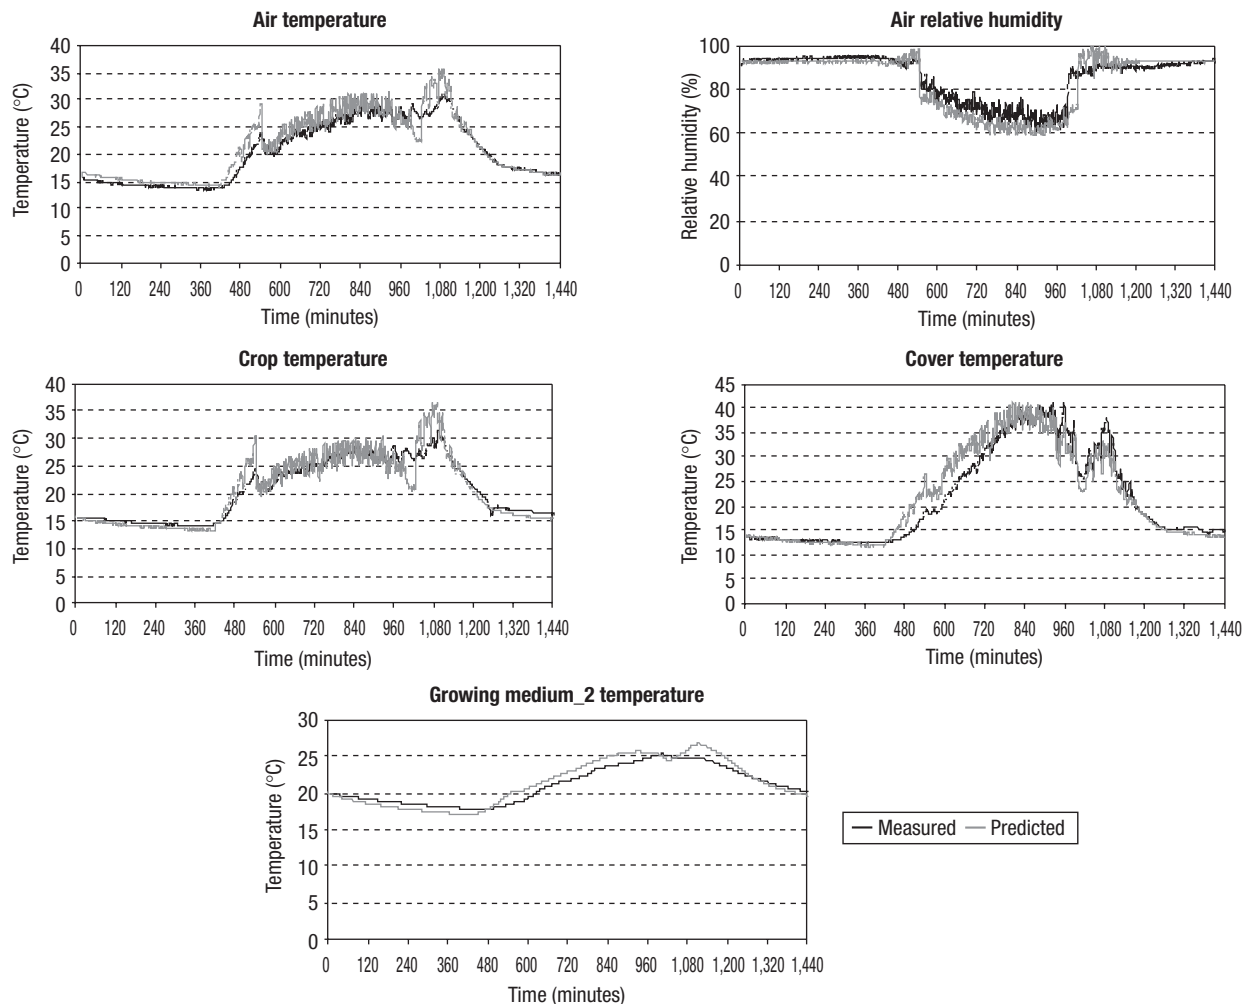 Air temperature
Temperature (°C)
40
35
30
25
20
15
10
5
0
0 120 240 360 480 600 720 840 960 1,080 1,200 1,320 1,440
Time (minutes)
Air relative humidity
Relative humidity (%)
100
80
60
40
20
0
0 120 240 360 480 600 720 840 960 1,080 1,200 1,320 1,440
Time (minutes)
Crop temperature
Temperature (°C)
40
35
30
25
20
15
10
5
0
0 120 240 360 480 600 720 840 960 1,080 1,200 1,320 1,440
Time (minutes)
Cover temperature
Temperature (°C)
45
40
35
30
25
20
15
10
5
0
0 120 240 360 480 600 720 840 960 1,080 1,200 1,320 1,440
Time (minutes)
Growing medium_2 temperature
Temperature (°C)
30
25
20
15
10
5
0
0 120 240 360 480 600 720 840 960 1,080 1,200 1,320 1,440
Time (minutes)
Measured Predicted